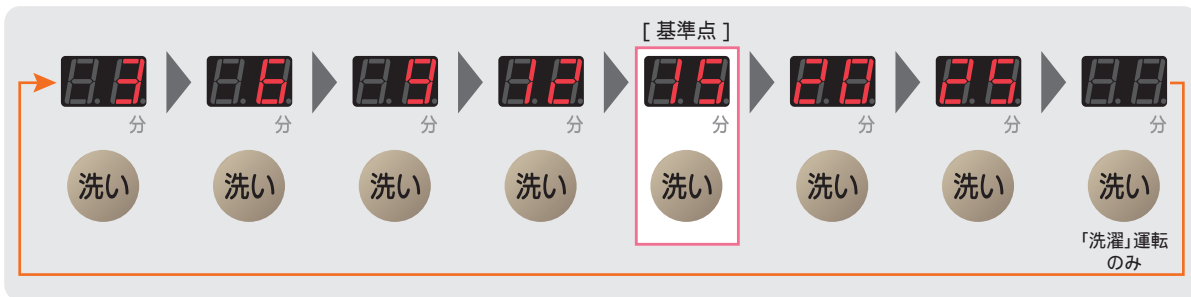 [ 基準点 ]
3 6 9 12 15 20 25
分 分 分 分 分 分 分 分
洗い 洗い 洗い 洗い 洗い 洗い 洗い 洗い
「洗濯」運転
のみ